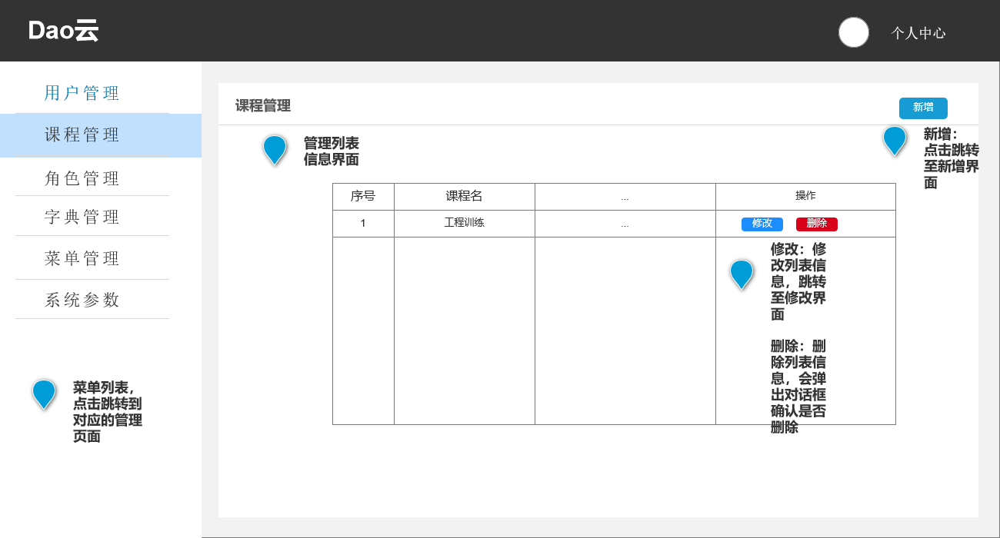 Dao云
个人中心
用户管理
课程管理
角色管理
字典管理
菜单管理
系统参数
菜单列表，
点击跳转到
对应的管理
页面
课程管理
新增
管理列表
信息界面
新增：
点击跳转
至新增界
面
序号 课程名 ... 操作
1 工程训练 ... 修改 删除
修改：修
改列表信
息，跳转
至修改界
面
删除：删
除列表信
息，会弹
出对话框
确认是否
删除